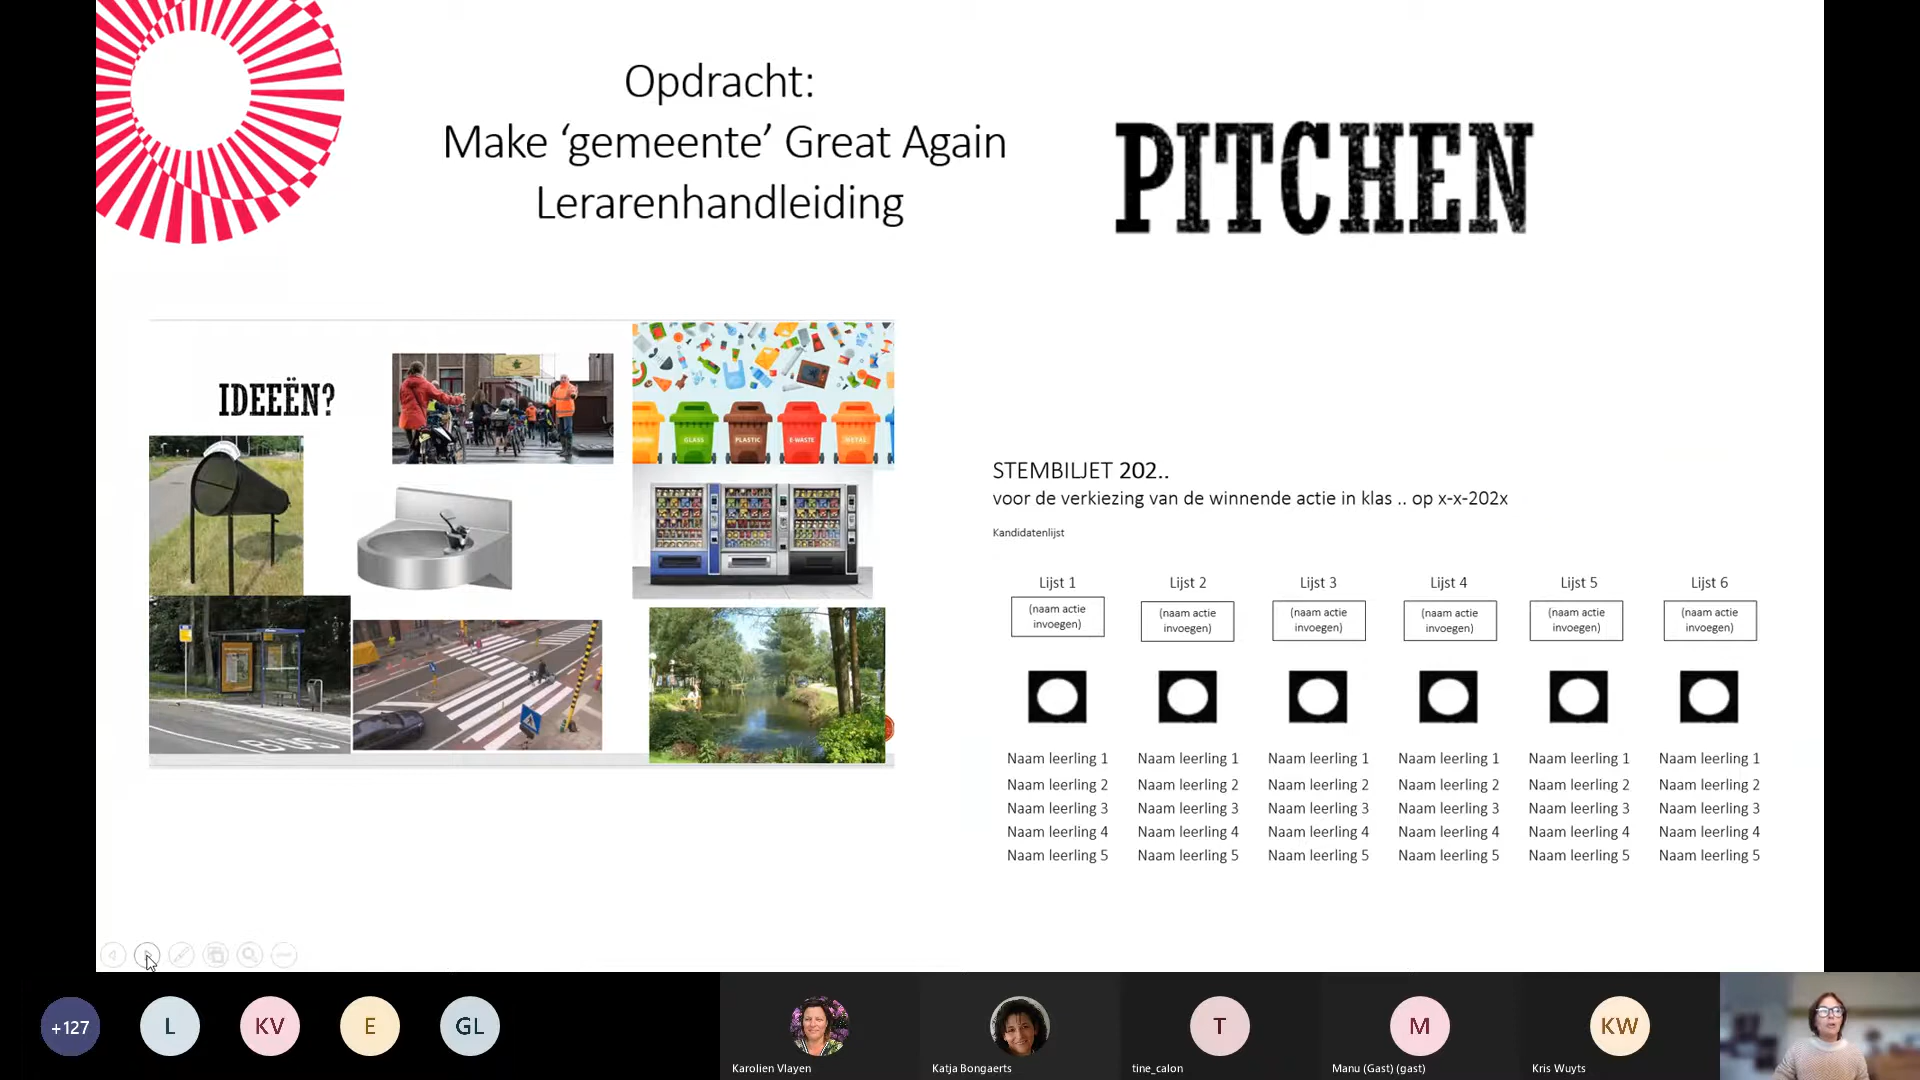 Opdracht:
Make ‘gemeente’ Great Again
Lerarenhandleiding
PITCHEN
IDEEËN?
GLASS
PLASTIC
E-WASTE
METAL
BUS
STEMBILJET 202..
voor de verkiezing van de winnende actie in klas .. op x-x-202x
Kandidatenlijst
Lijst 1 Lijst 2 Lijst 3 Lijst 4 Lijst 5 Lijst 6
(naam actie (naam actie (naam actie (naam actie (naam actie (naam actie
invoegen) invoegen) invoegen) invoegen) invoegen) invoegen)
Naam leerling 1 Naam leerling 1 Naam leerling 1 Naam leerling 1 Naam leerling 1 Naam leerling 1
Naam leerling 2 Naam leerling 2 Naam leerling 2 Naam leerling 2 Naam leerling 2 Naam leerling 2
Naam leerling 3 Naam leerling 3 Naam leerling 3 Naam leerling 3 Naam leerling 3 Naam leerling 3
Naam leerling 4 Naam leerling 4 Naam leerling 4 Naam leerling 4 Naam leerling 4 Naam leerling 4
Naam leerling 5 Naam leerling 5 Naam leerling 5 Naam leerling 5 Naam leerling 5 Naam leerling 5
+127 L KV E GL T M KW
Karolien Vlayen Katja Bongaerts tine_calon Manu (Gast) (gast) Kris Wuyts